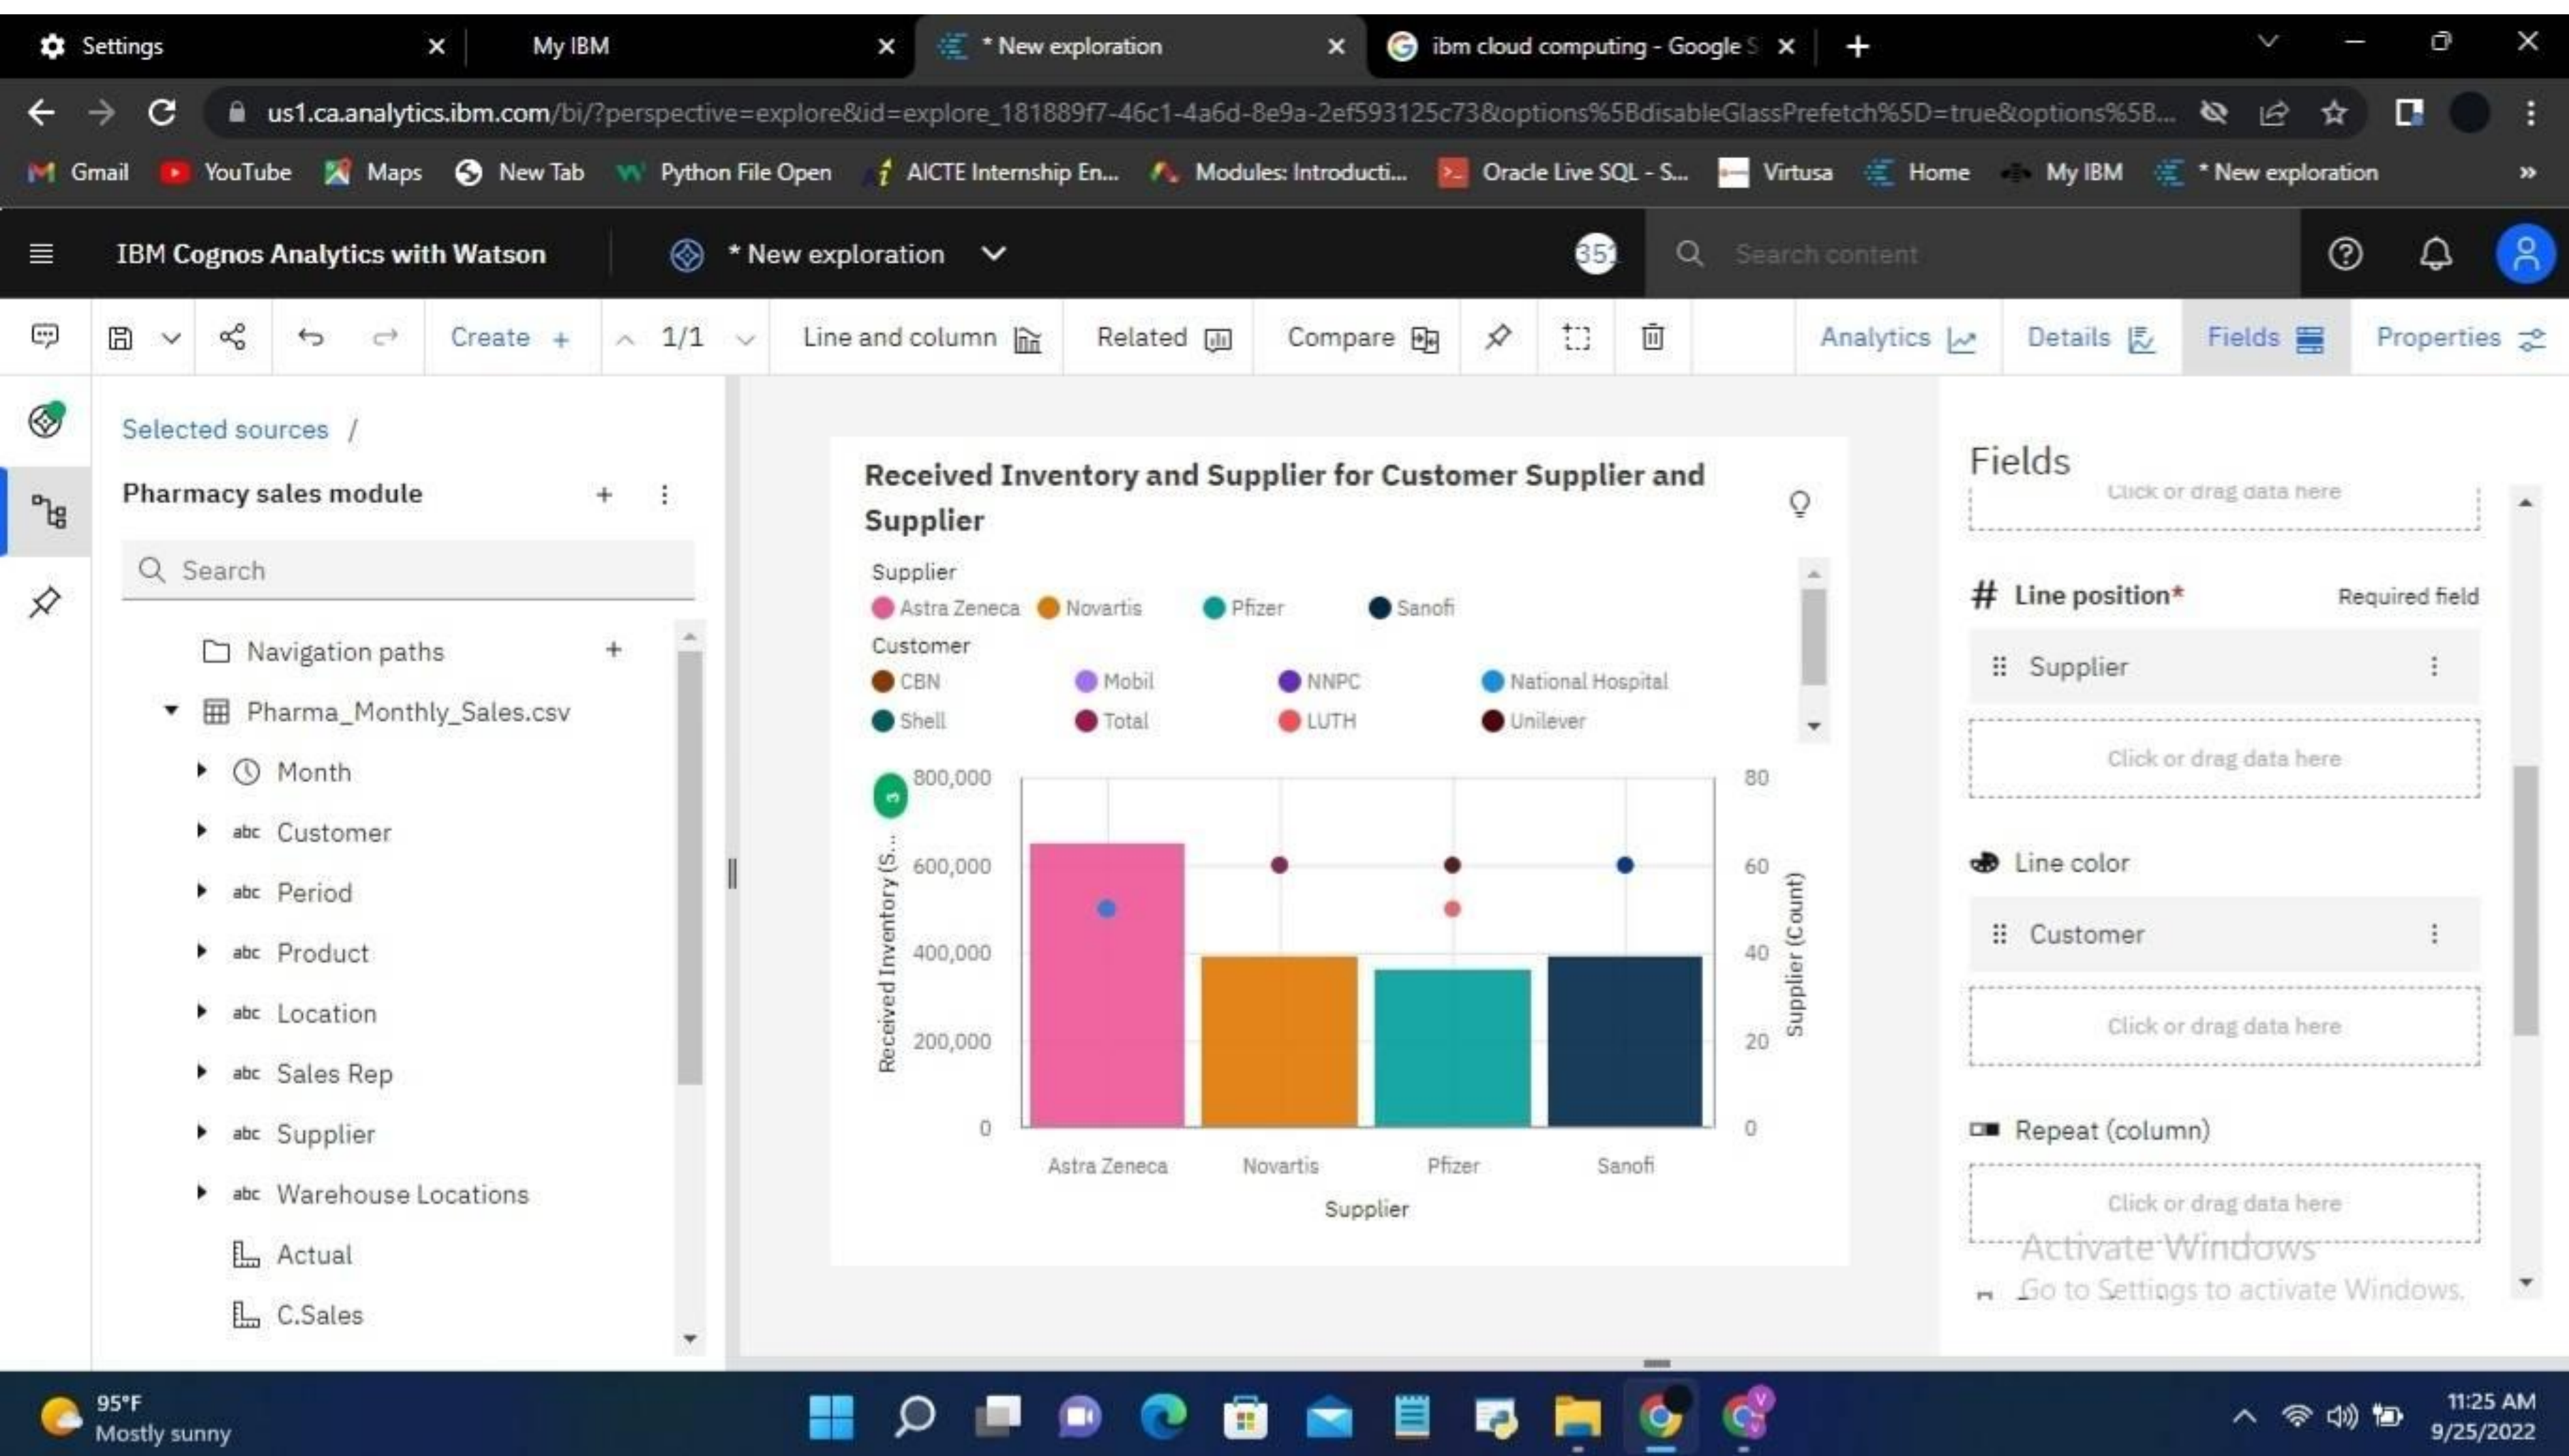 Settings
My IBM
* New exploration
ibm cloud computing - Google S
us1.ca.analytics.ibm.com/bi/?perspective=explore&id=explore_181889f7-46c1-4a6d-8e9a-2ef593125c73&options%5BdisableGlassPrefetch%5D=true&options%5B...
Gmail YouTube Maps New Tab Python File Open AICTE Internship En... Modules: Introducti... Oracle Live SQL - S... Virtusa Home My IBM * New exploration
IBM Cognos Analytics with Watson
* New exploration
351
Search content
Create +
1/1
Line and column
Related
Compare
Analytics
Details
Fields
Properties
Selected sources /
Pharmacy sales module
Search
Navigation paths
Pharma_Monthly_Sales.csv
Month
abc Customer
abc Period
abc Product
abc Location
abc Sales Rep
abc Supplier
abc Warehouse Locations
Actual
C.Sales
Received Inventory and Supplier for Customer Supplier and
Supplier
Supplier
Astra Zeneca Novartis Pfizer Sanofi
Customer
CBN Mobil NNPC National Hospital
Shell Total LUTH Unilever
3
Received Inventory (S...
800,000
600,000
400,000
200,000
0
80
60
40
20
0
Supplier (Count)
Astra Zeneca Novartis Pfizer Sanofi
Supplier
Fields
Click or drag data here
# Line position* Required field
Supplier
Click or drag data here
Line color
Customer
Click or drag data here
Repeat (column)
Click or drag data here
Activate Windows
Go to Settings to activate Windows.
95°F
Mostly sunny
11:25 AM
9/25/2022